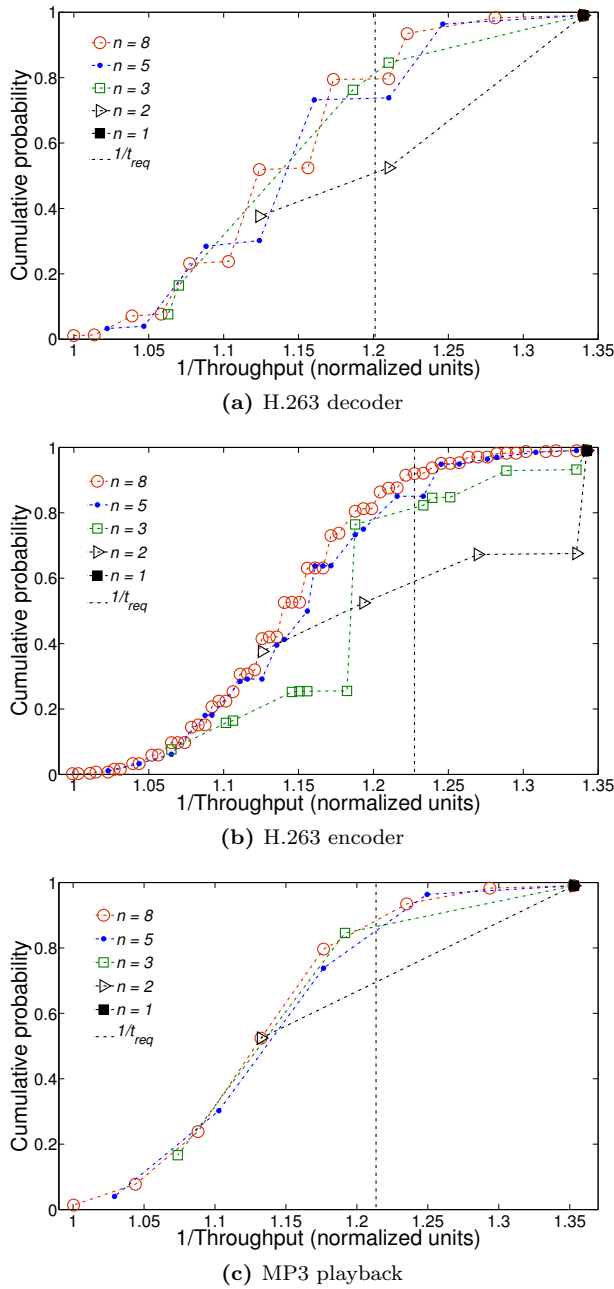 1
0.8
0.6
0.4
0.2
0
Cumulative probability
n = 8
n = 5
n = 3
n = 2
n = 1
1/t_req
1 1.05 1.1 1.15 1.2 1.25 1.3 1.35
1/Throughput (normalized units)
(a) H.263 decoder
1
0.8
0.6
0.4
0.2
0
Cumulative probability
n = 8
n = 5
n = 3
n = 2
n = 1
1/t_req
1 1.05 1.1 1.15 1.2 1.25 1.3 1.35
1/Throughput (normalized units)
(b) H.263 encoder
1
0.8
0.6
0.4
0.2
0
Cumulative probability
n = 8
n = 5
n = 3
n = 2
n = 1
1/t_req
1 1.05 1.1 1.15 1.2 1.25 1.3 1.35
1/Throughput (normalized units)
(c) MP3 playback